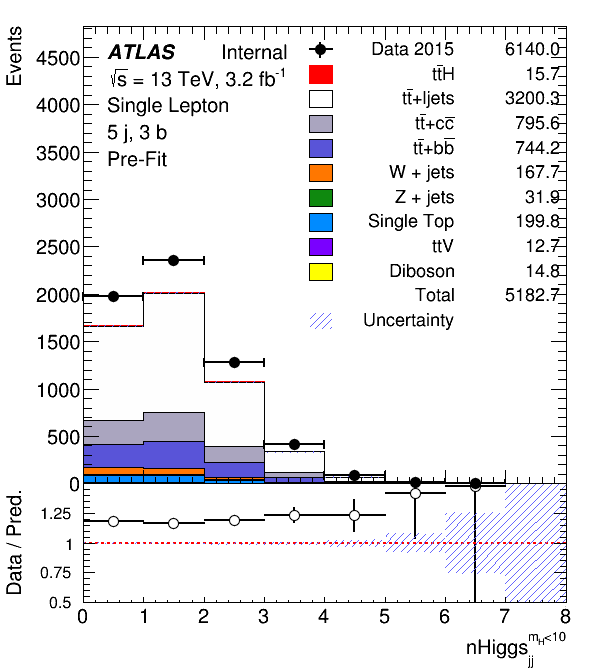 Events
ATLAS Internal
√s = 13 TeV, 3.2 fb⁻¹
Single Lepton
5 j, 3 b
Pre-Fit
Data 2015 6140.0
tt̄H 15.7
tt̄+ljets 3200.3
tt̄+cc̄ 795.6
tt̄+bb̄ 744.2
W + jets 167.7
Z + jets 31.9
Single Top 199.8
ttV 12.7
Diboson 14.8
Total 5182.7
Uncertainty
4500
4000
3500
3000
2500
2000
1500
1000
500
0
Data / Pred.
1.25
1
0.75
0.5
0 1 2 3 4 5 6 7 8
nHiggs_jj^{m_H<10}